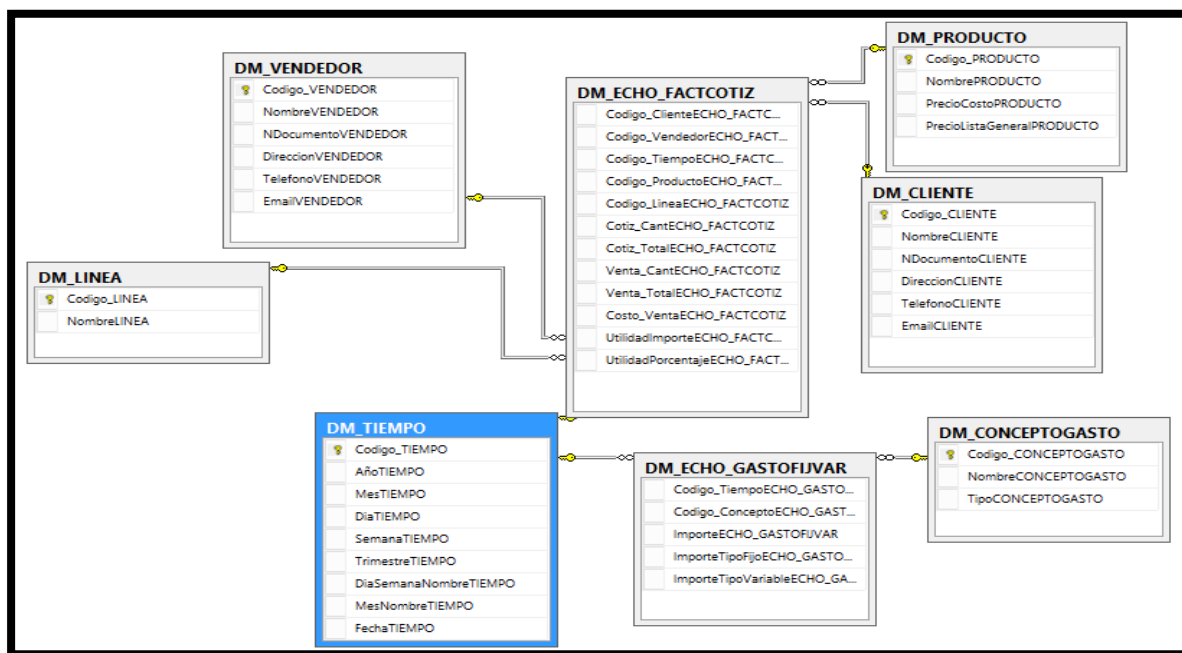 DM_VENDEDOR
Codigo_VENDEDOR
NombreVENDEDOR
NDocumentoVENDEDOR
DireccionVENDEDOR
TelefonoVENDEDOR
EmailVENDEDOR
DM_LINEA
Codigo_LINEA
NombreLINEA
DM_ECHO_FACTCOTIZ
Codigo_ClienteECHO_FACTC...
Codigo_VendedorECHO_FACT...
Codigo_TiempoECHO_FACTC...
Codigo_ProductoECHO_FACT...
Codigo_LineaECHO_FACTCOTIZ
Cotiz_CantECHO_FACTCOTIZ
Cotiz_TotalECHO_FACTCOTIZ
Venta_CantECHO_FACTCOTIZ
Venta_TotalECHO_FACTCOTIZ
Costo_VentaECHO_FACTCOTIZ
UtilidadImporteECHO_FACTC...
UtilidadPorcentajeECHO_FACT...
DM_PRODUCTO
Codigo_PRODUCTO
NombrePRODUCTO
PrecioCostoPRODUCTO
PrecioListaGeneralPRODUCTO
DM_CLIENTE
Codigo_CLIENTE
NombreCLIENTE
NDocumentoCLIENTE
DireccionCLIENTE
TelefonoCLIENTE
EmailCLIENTE
DM_TIEMPO
Codigo_TIEMPO
AñoTIEMPO
MesTIEMPO
DiaTIEMPO
SemanaTIEMPO
TrimestreTIEMPO
DiaSemanaNombreTIEMPO
MesNombreTIEMPO
FechaTIEMPO
DM_ECHO_GASTOFIJVAR
Codigo_TiempoECHO_GASTO...
Codigo_ConceptoECHO_GAST...
ImporteECHO_GASTOFIJVAR
ImporteTipoFijoECHO_GASTO...
ImporteTipoVariableECHO_GA...
DM_CONCEPTOGASTO
Codigo_CONCEPTOGASTO
NombreCONCEPTOGASTO
TipoCONCEPTOGASTO